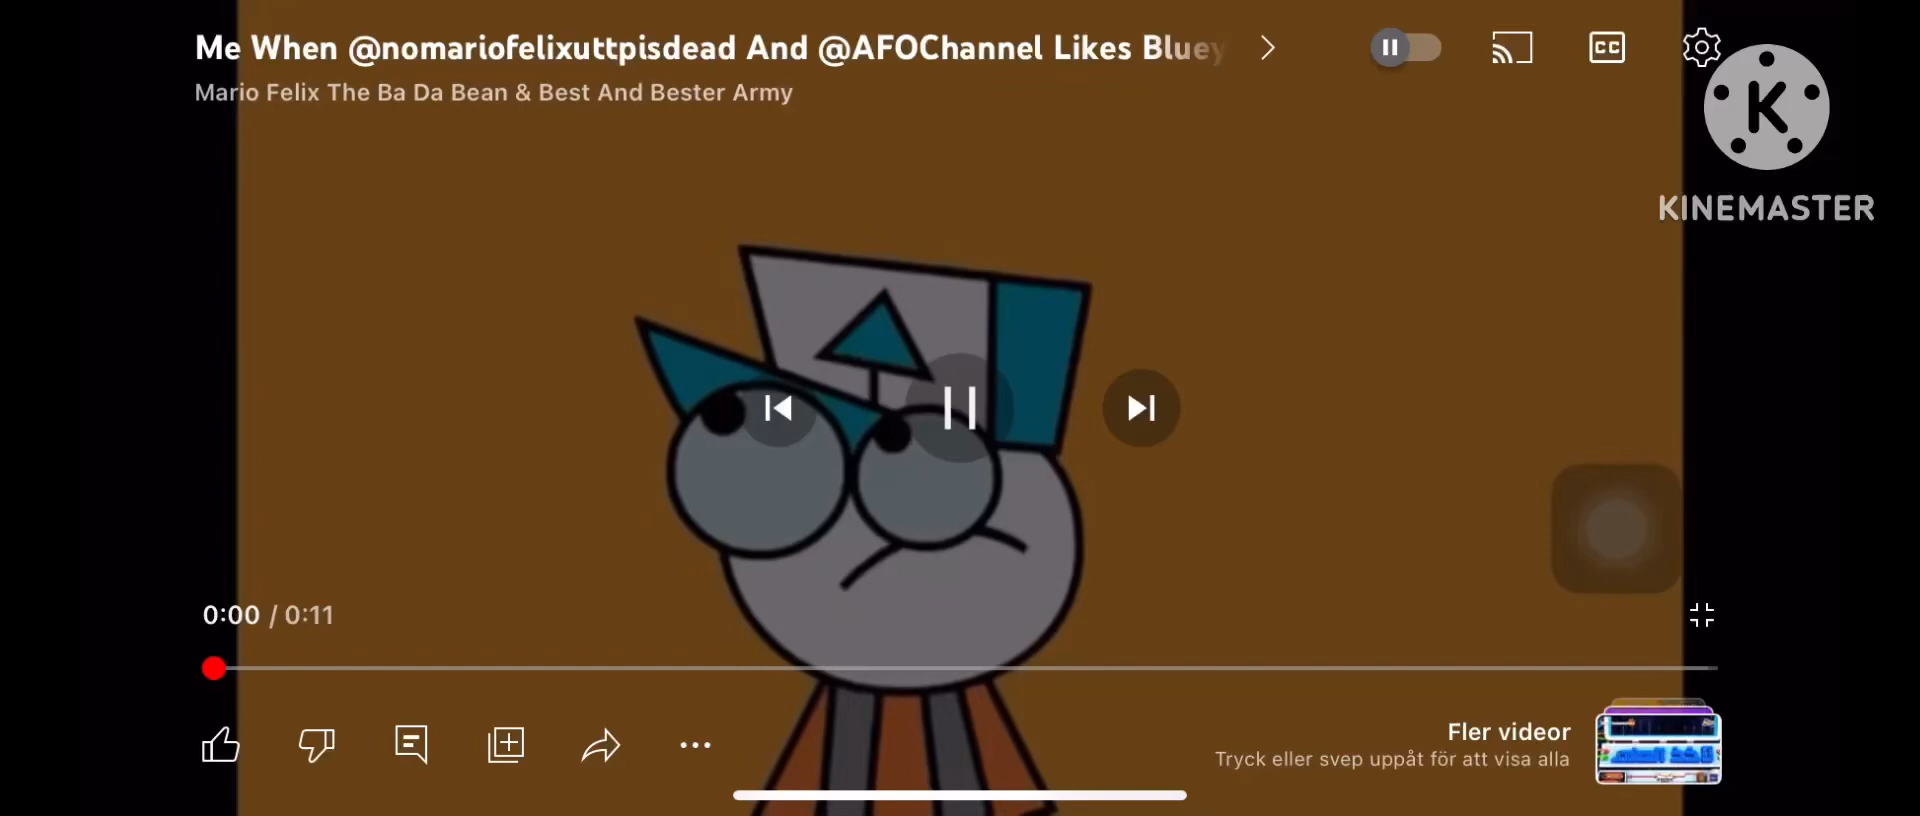 Me When @nomariofelixuttpisdead And @AFOChannel Likes Bluey
Mario Felix The Ba Da Bean & Best And Bester Army
CC
K
KINEMASTER
0:00 / 0:11
Fler videor
Tryck eller svep uppåt för att visa alla